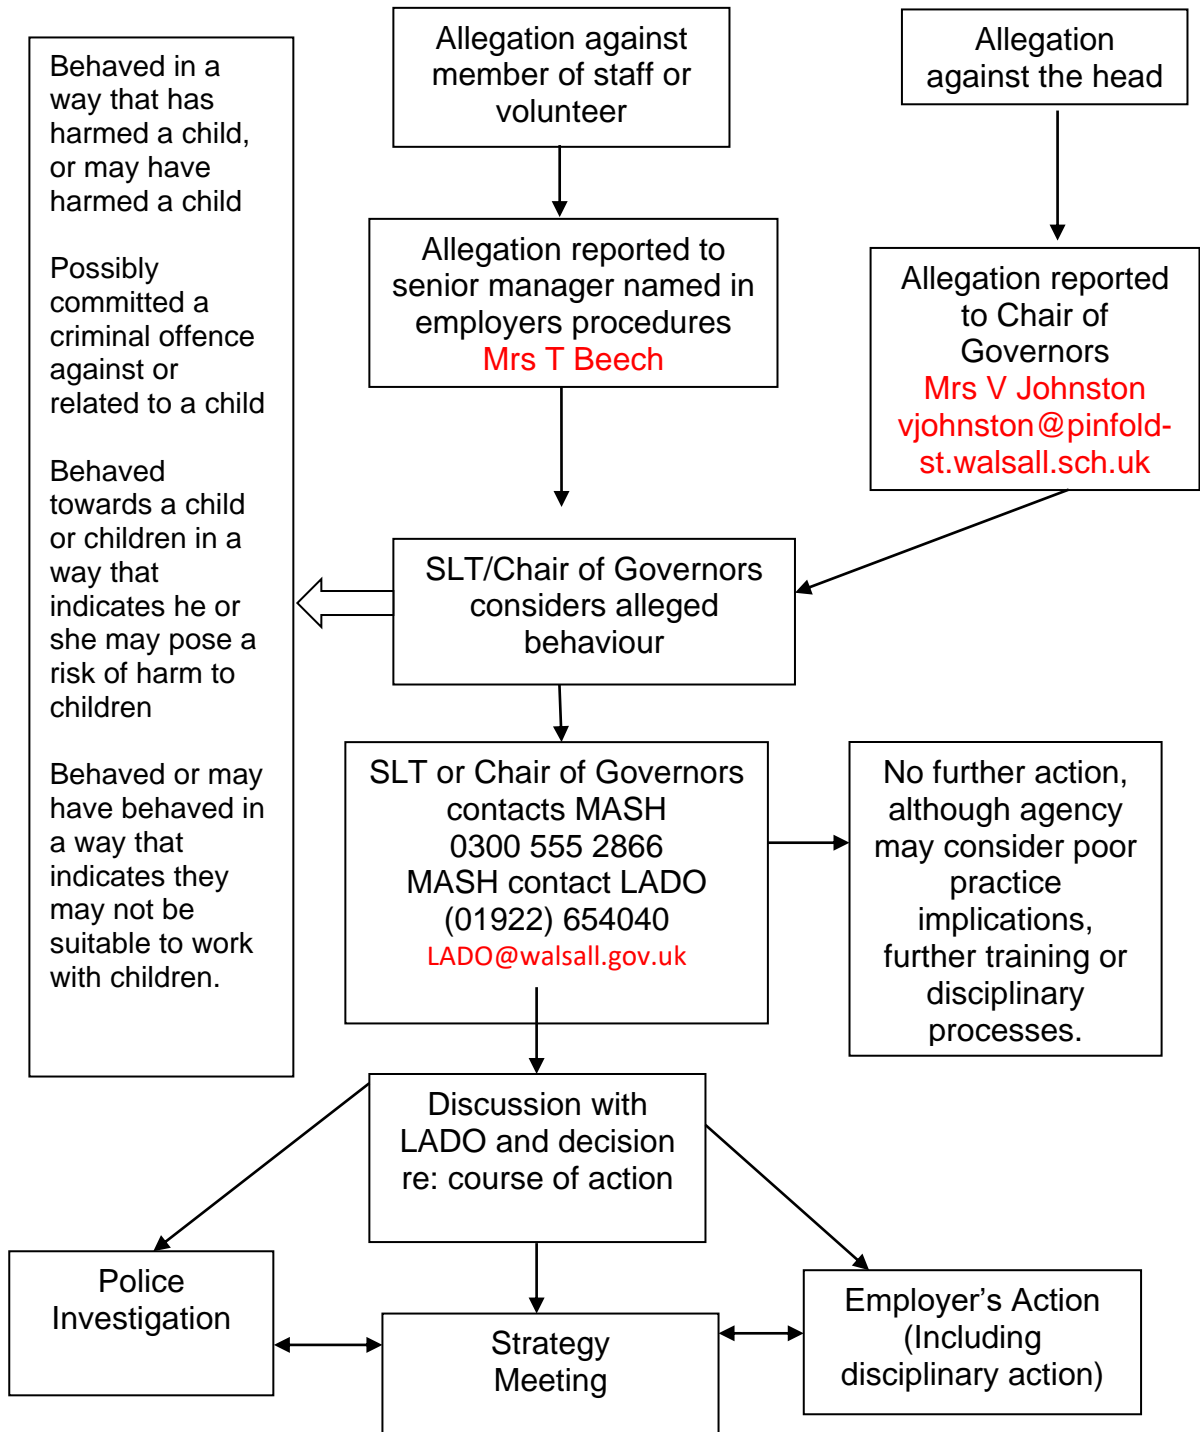 Behaved in a
way that has
harmed a child,
or may have
harmed a child
Possibly
committed a
criminal offence
against or
related to a child
Behaved
towards a child
or children in a
way that
indicates he or
she may pose a
risk of harm to
children
Behaved or may
have behaved in
a way that
indicates they
may not be
suitable to work
with children.
Allegation against
member of staff or
volunteer
Allegation
against the head
Allegation reported to
senior manager named in
employers procedures
Mrs T Beech
Allegation reported
to Chair of
Governors
Mrs V Johnston
vjohnston@pinfold-
st.walsall.sch.uk
SLT/Chair of Governors
considers alleged
behaviour
SLT or Chair of Governors
contacts MASH
0300 555 2866
MASH contact LADO
(01922) 654040
LADO@walsall.gov.uk
No further action,
although agency
may consider poor
practice
implications,
further training or
disciplinary
processes.
Discussion with
LADO and decision
re: course of action
Police
Investigation
Strategy
Meeting
Employer’s Action
(Including
disciplinary action)